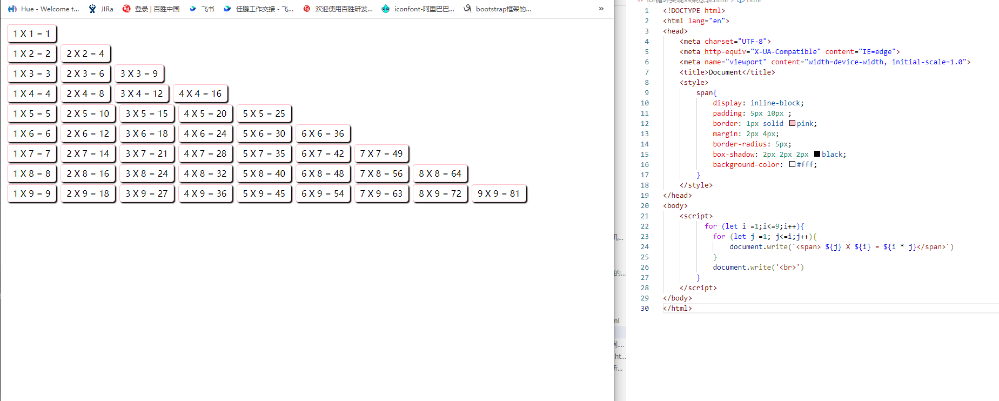 Hue - Welcome t...
JIRa
登录 | 百胜中国
飞书
佳鹏工作交接 - 飞...
欢迎使用百胜研发...
iconfont-阿里巴巴...
bootstrap框架的...
»
1 X 1 = 1
1 X 2 = 2 2 X 2 = 4
1 X 3 = 3 2 X 3 = 6 3 X 3 = 9
1 X 4 = 4 2 X 4 = 8 3 X 4 = 12 4 X 4 = 16
1 X 5 = 5 2 X 5 = 10 3 X 5 = 15 4 X 5 = 20 5 X 5 = 25
1 X 6 = 6 2 X 6 = 12 3 X 6 = 18 4 X 6 = 24 5 X 6 = 30 6 X 6 = 36
1 X 7 = 7 2 X 7 = 14 3 X 7 = 21 4 X 7 = 28 5 X 7 = 35 6 X 7 = 42 7 X 7 = 49
1 X 8 = 8 2 X 8 = 16 3 X 8 = 24 4 X 8 = 32 5 X 8 = 40 6 X 8 = 48 7 X 8 = 56 8 X 8 = 64
1 X 9 = 9 2 X 9 = 18 3 X 9 = 27 4 X 9 = 36 5 X 9 = 45 6 X 9 = 54 7 X 9 = 63 8 X 9 = 72 9 X 9 = 81
的...
ml
.ht...
1 <!DOCTYPE html>
2 <html lang="en">
3 <head>
4 <meta charset="UTF-8">
5 <meta http-equiv="X-UA-Compatible" content="IE=edge">
6 <meta name="viewport" content="width=device-width, initial-scale=1.0">
7 <title>Document</title>
8 <style>
9 span{
10 display: inline-block;
11 padding: 5px 10px ;
12 border: 1px solid pink;
13 margin: 2px 4px;
14 border-radius: 5px;
15 box-shadow: 2px 2px 2px black;
16 background-color: #fff;
17 }
18 </style>
19 </head>
20 <body>
21 <script>
22 for (let i =1;i<=9;i++){
23 for (let j =1; j<=i;j++){
24 document.write(`<span> ${j} X ${i} = ${i * j}</span>`)
25 }
26 document.write('<br>')
27 }
28 </script>
29 </body>
30 </html>